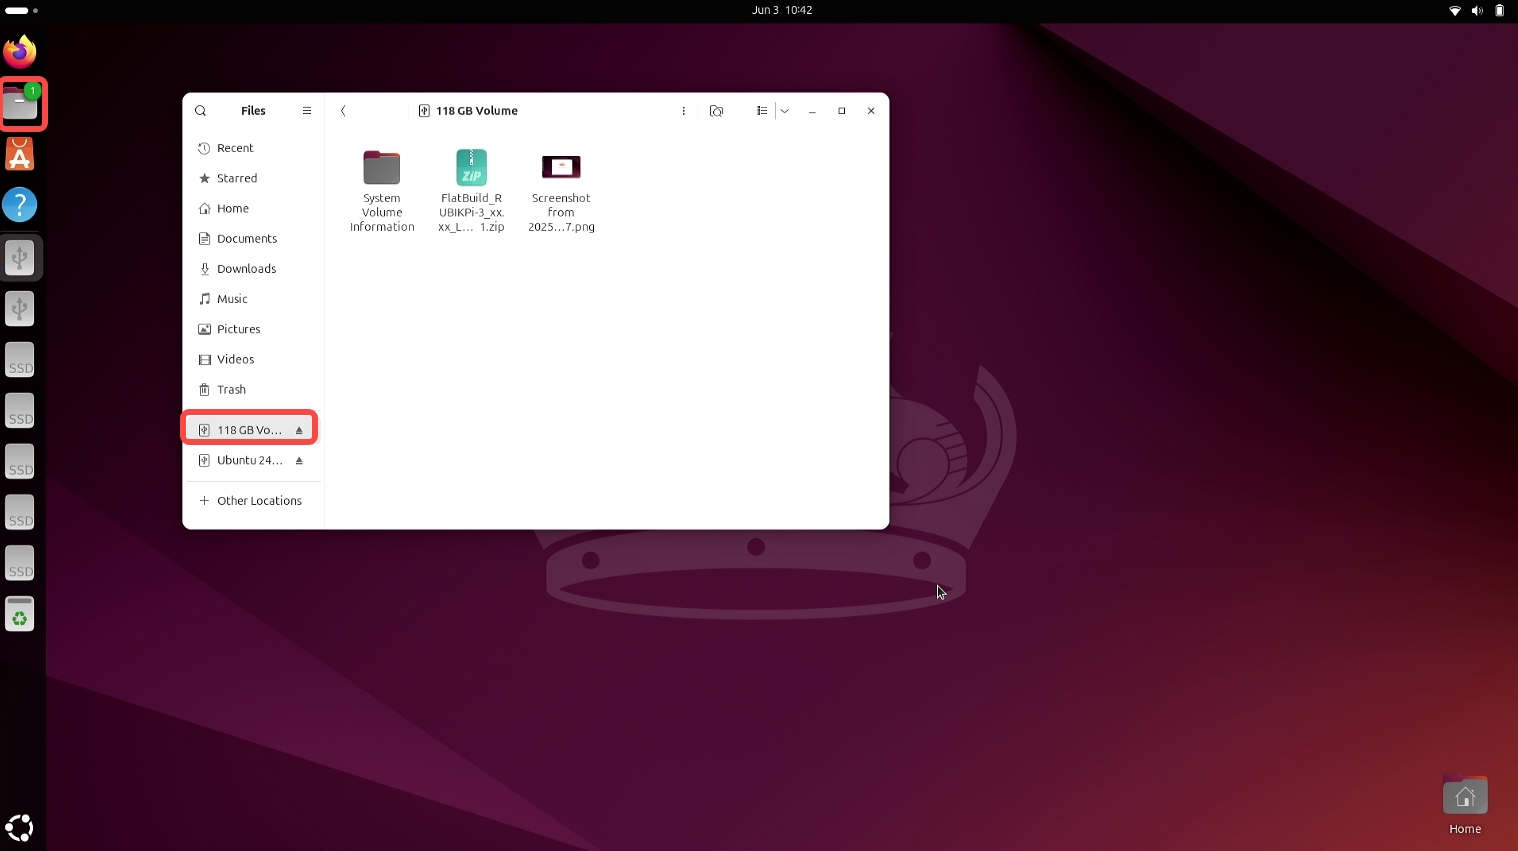 Jun 3 10:42
1
Files
118 GB Volume
Recent
Starred
Home
Documents
Downloads
Music
Pictures
Videos
Trash
118 GB Vo...
Ubuntu 24...
Other Locations
System
Volume
Information
ZIP
FlatBuild_R
UBIKPi-3_xx.
xx_L... 1.zip
Screenshot
from
2025...7.png
?
SSD
SSD
SSD
SSD
SSD
Home